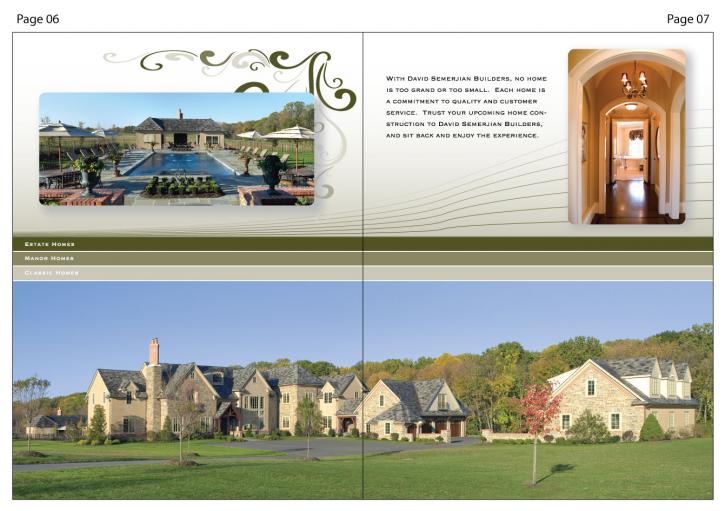 Page 06
Page 07
With David Semerjian Builders, no home
is too grand or too small. Each home is
a commitment to quality and customer
service. Trust your upcoming home con-
struction to David Semerjian Builders,
and sit back and enjoy the experience.
Estate Homes
Manor Homes
Classic Homes